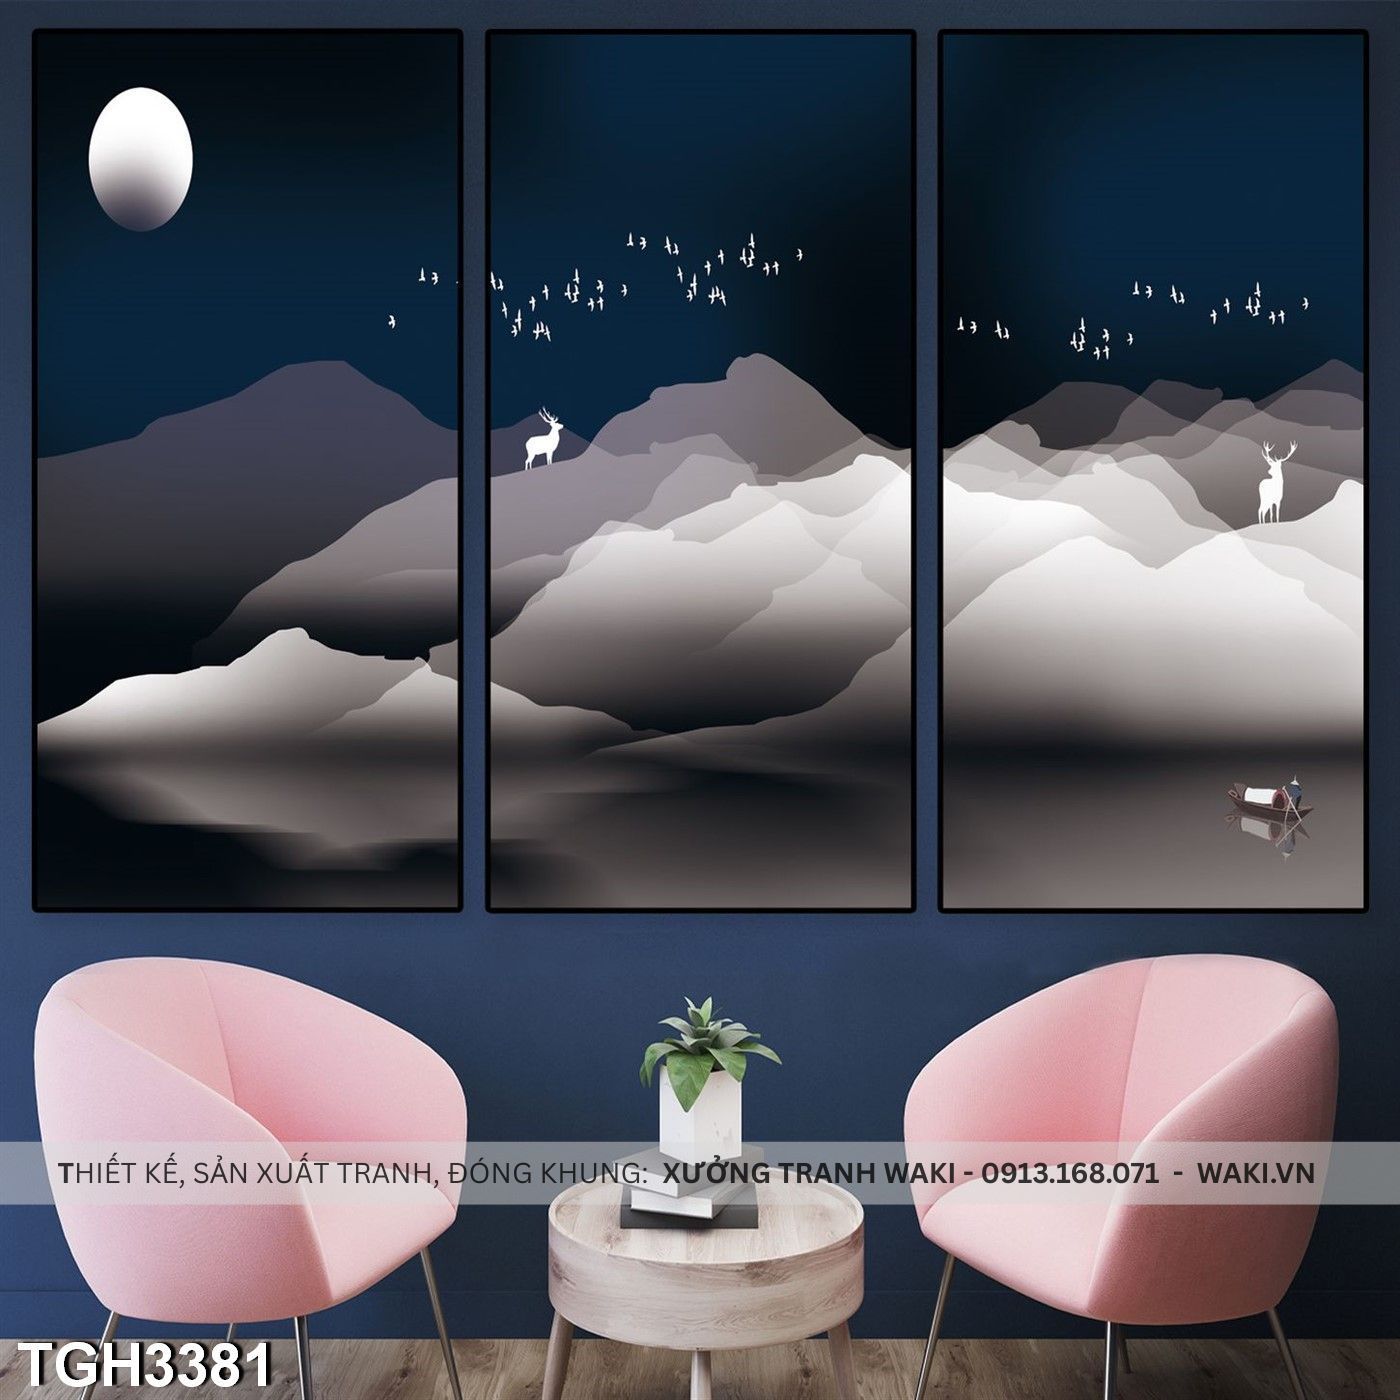 THIẾT KẾ, SẢN XUẤT TRANH, ĐÓNG KHUNG: XƯỞNG TRANH WAKI - 0913.168.071 - WAKI.VN
TGH3381